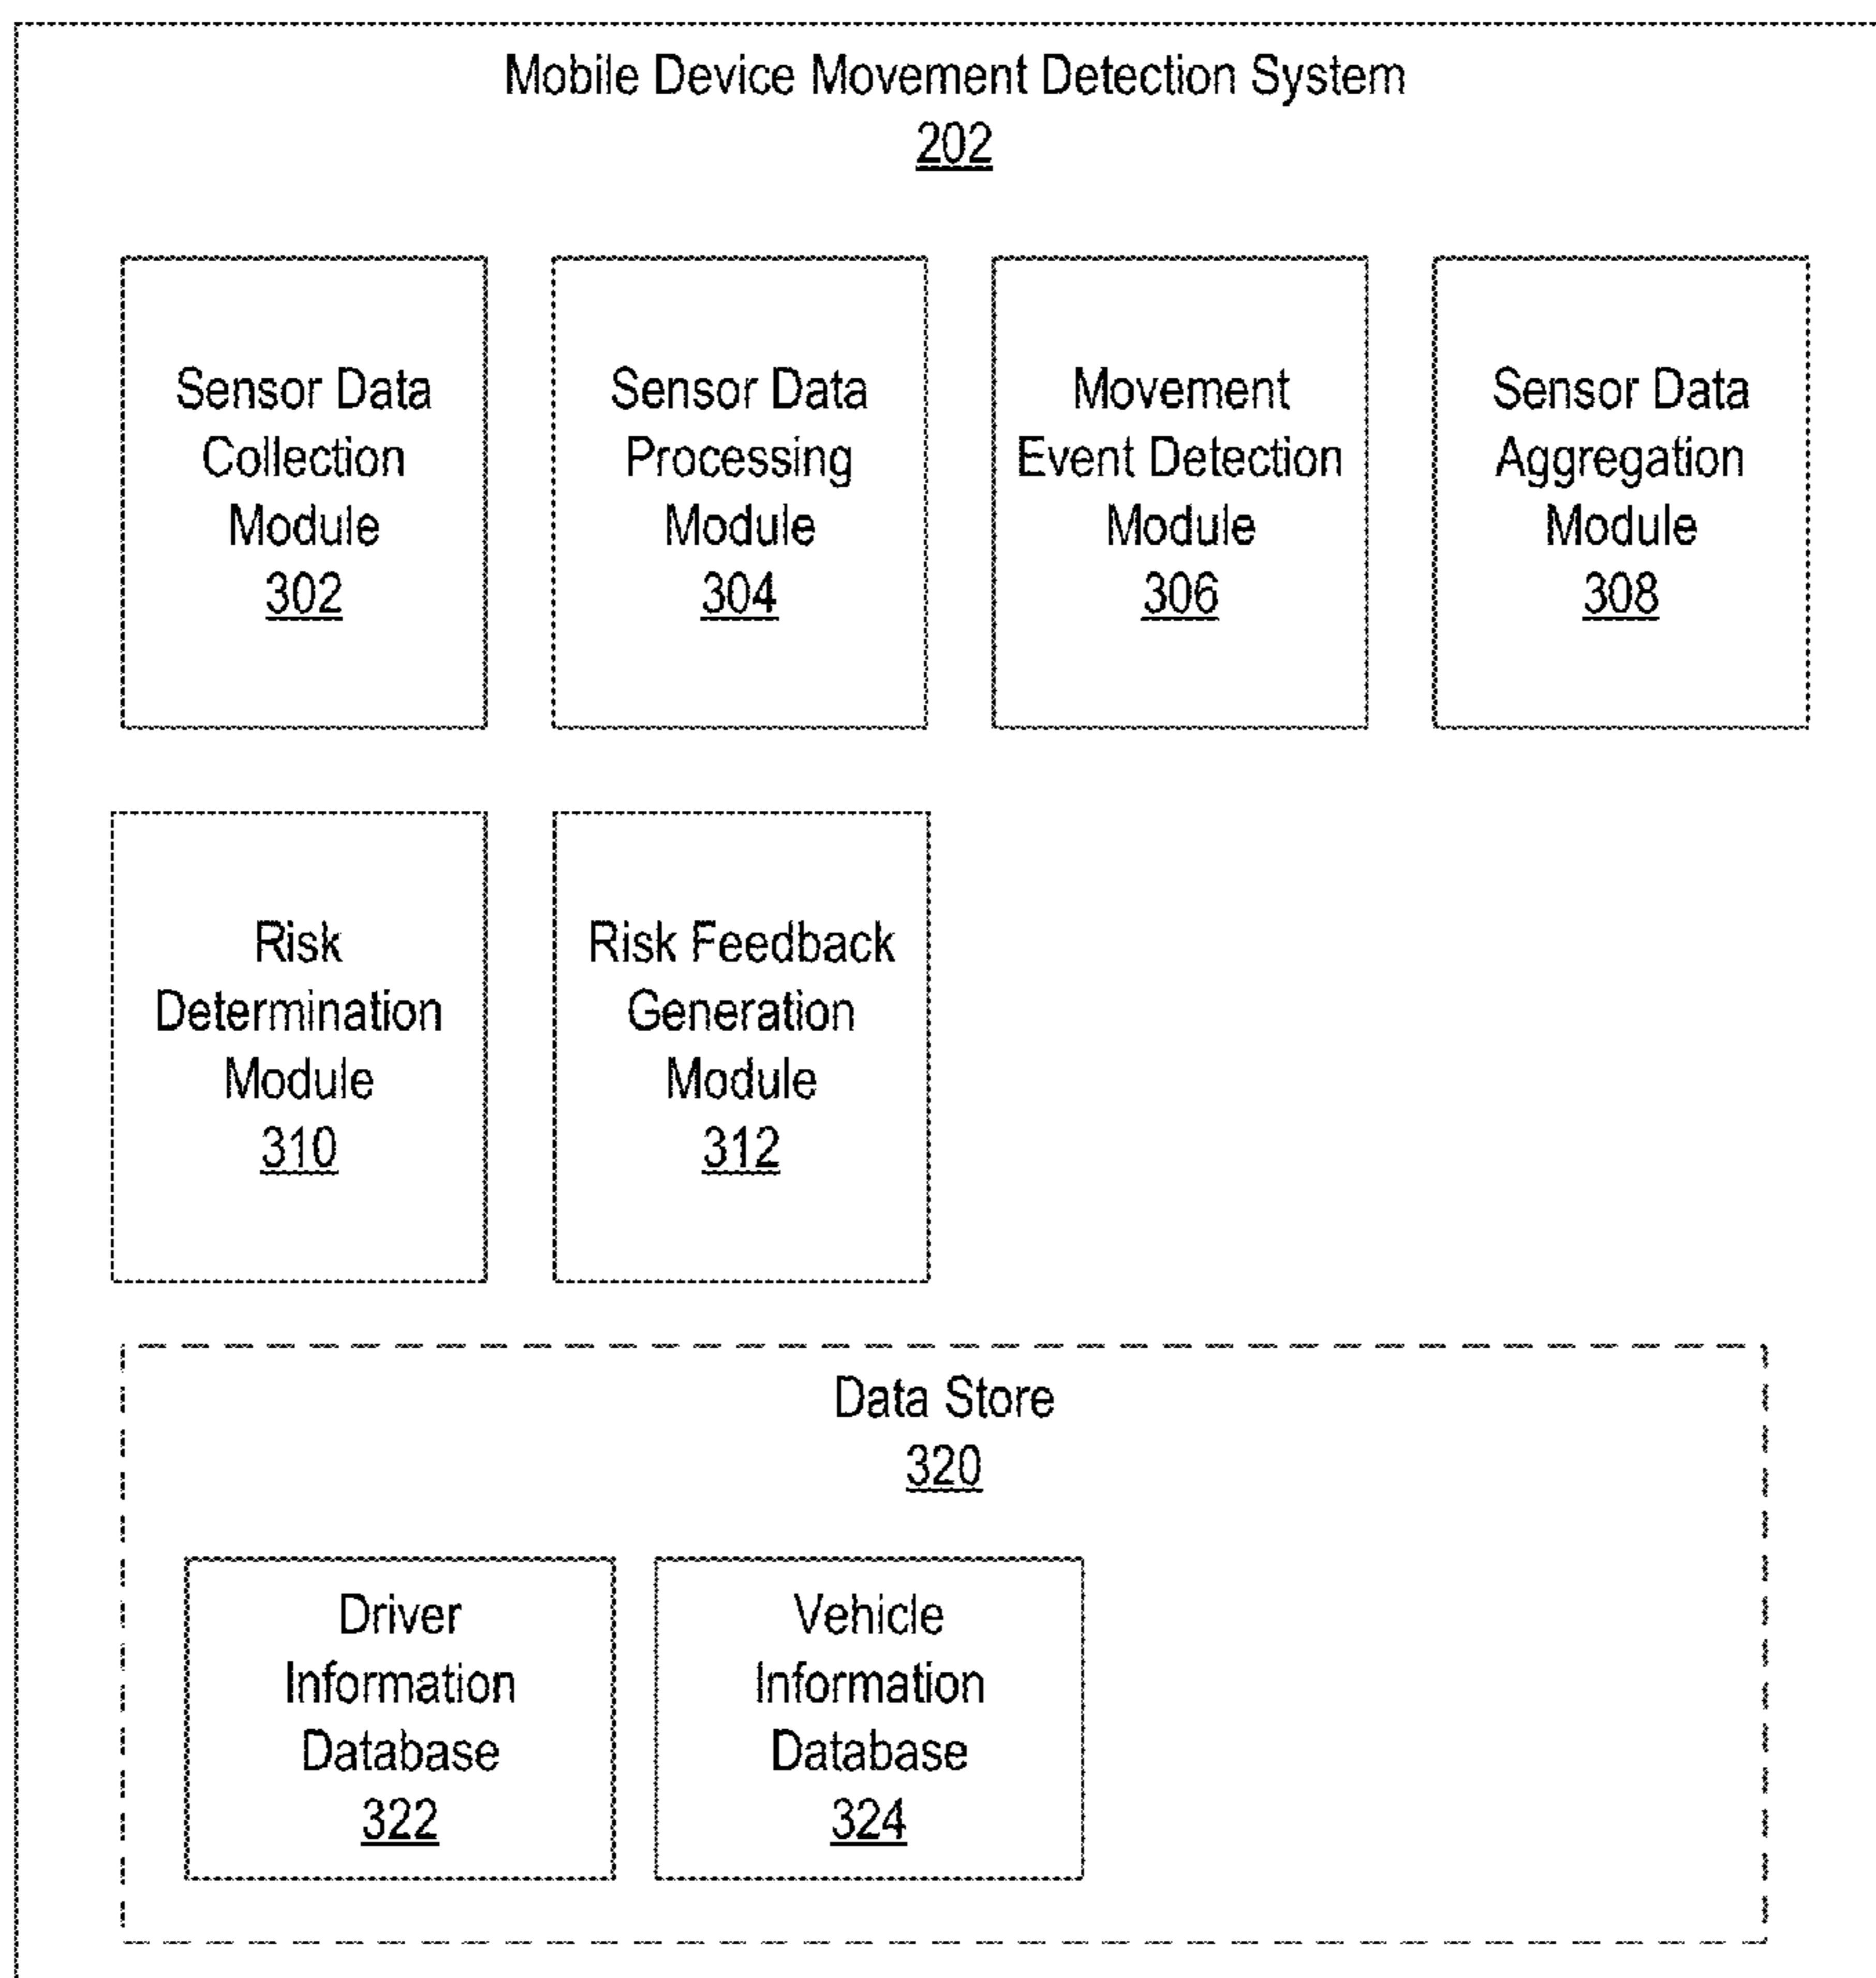 Mobile Device Movement Detection System
202
Sensor Data
Collection
Module
302
Sensor Data
Processing
Module
304
Movement
Event Detection
Module
306
Sensor Data
Aggregation
Module
308
Risk
Determination
Module
310
Risk Feedback
Generation
Module
312
Data Store
320
Driver
Information
Database
322
Vehicle
Information
Database
324